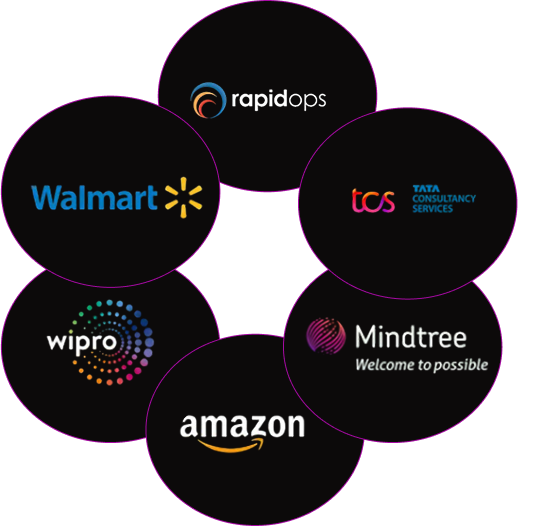 rapidops
Walmart
tcs
TATA
CONSULTANCY
SERVICES
wipro
Mindtree
Welcome to possible
amazon